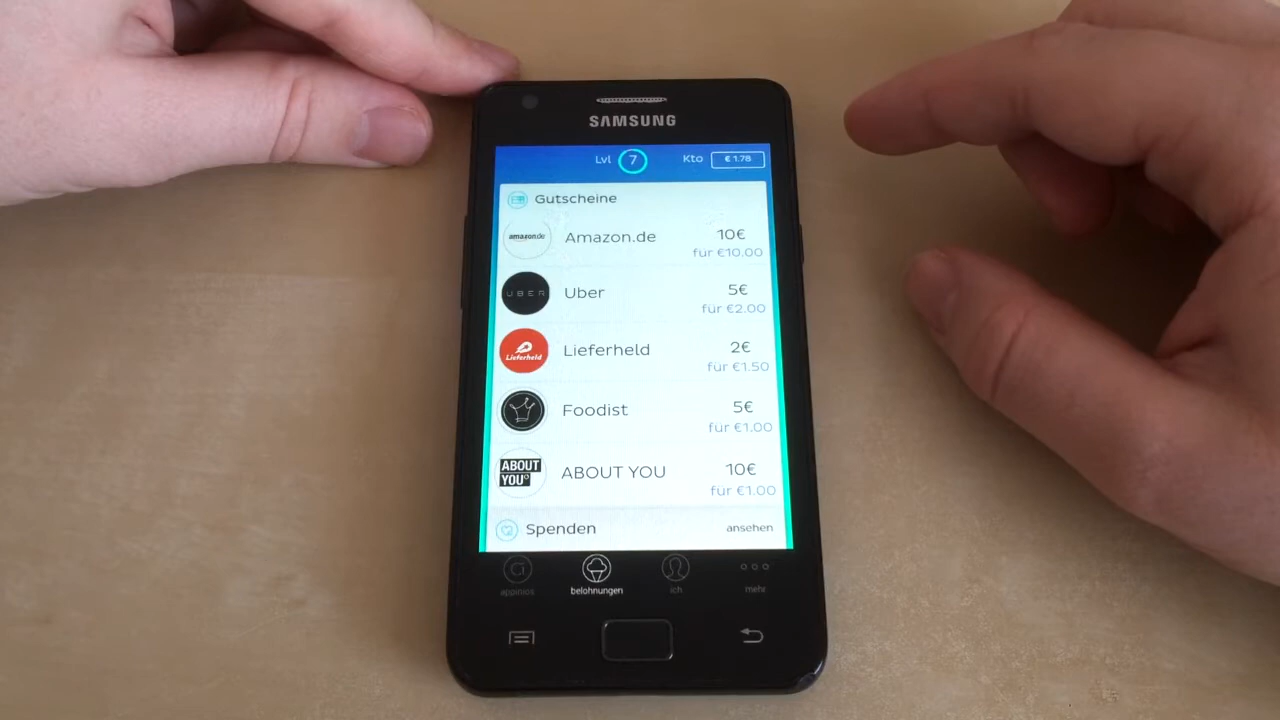 SAMSUNG
Lvl 7 Kto € 1.78
Gutscheine
amazon.de Amazon.de 10€
für €10.00
UBER Uber 5€
für €2.00
Lieferheld Lieferheld 2€
für €1.50
Foodist 5€
für €1.00
ABOUT YOU° ABOUT YOU 10€
für €1.00
Spenden ansehen
appinios belohnungen ich mehr